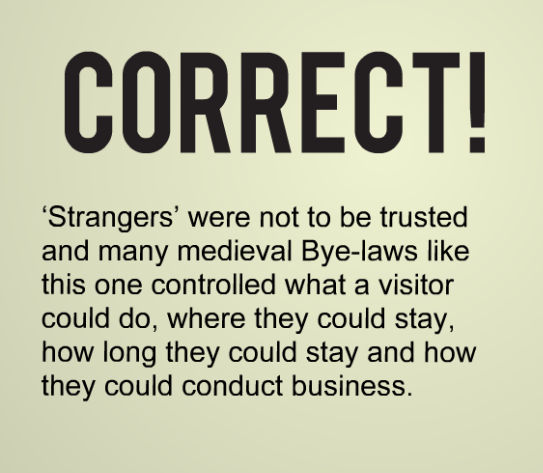 CORRECT!
‘Strangers’ were not to be trusted
and many medieval Bye-laws like
this one controlled what a visitor
could do, where they could stay,
how long they could stay and how
they could conduct business.